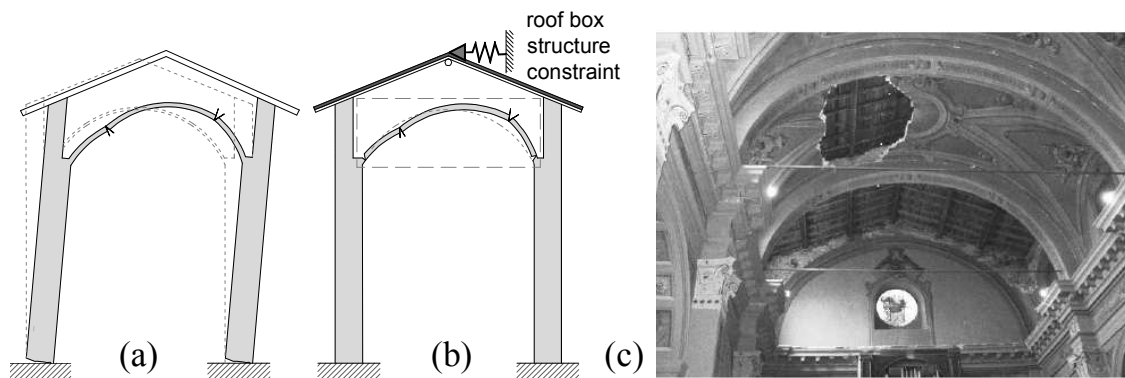 roof box
structure
constraint
(a)
(b)
(c)